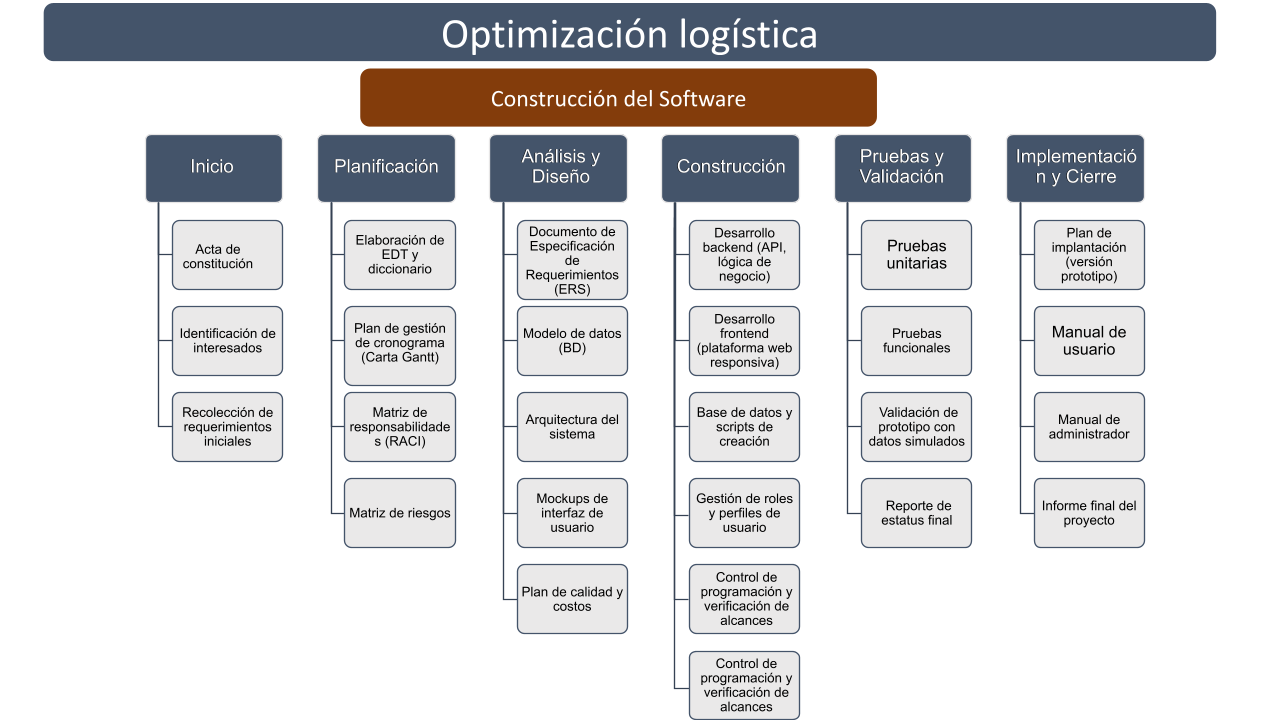 Optimización logística
Construcción del Software
Inicio
Acta de
constitución
Identificación de
interesados
Recolección de
requerimientos
iniciales
Planificación
Elaboración de
EDT y
diccionario
Plan de gestión
de cronograma
(Carta Gantt)
Matriz de
responsabilidade
s (RACI)
Matriz de riesgos
Análisis y
Diseño
Documento de
Especificación
de
Requerimientos
(ERS)
Modelo de datos
(BD)
Arquitectura del
sistema
Mockups de
interfaz de
usuario
Plan de calidad y
costos
Construcción
Desarrollo
backend (API,
lógica de
negocio)
Desarrollo
frontend
(plataforma web
responsiva)
Base de datos y
scripts de
creación
Gestión de roles
y perfiles de
usuario
Control de
programación y
verificación de
alcances
Control de
programación y
verificación de
alcances
Pruebas y
Validación
Pruebas
unitarias
Pruebas
funcionales
Validación de
prototipo con
datos simulados
Reporte de
estatus final
Implementació
n y Cierre
Plan de
implantación
(versión
prototipo)
Manual de
usuario
Manual de
administrador
Informe final del
proyecto